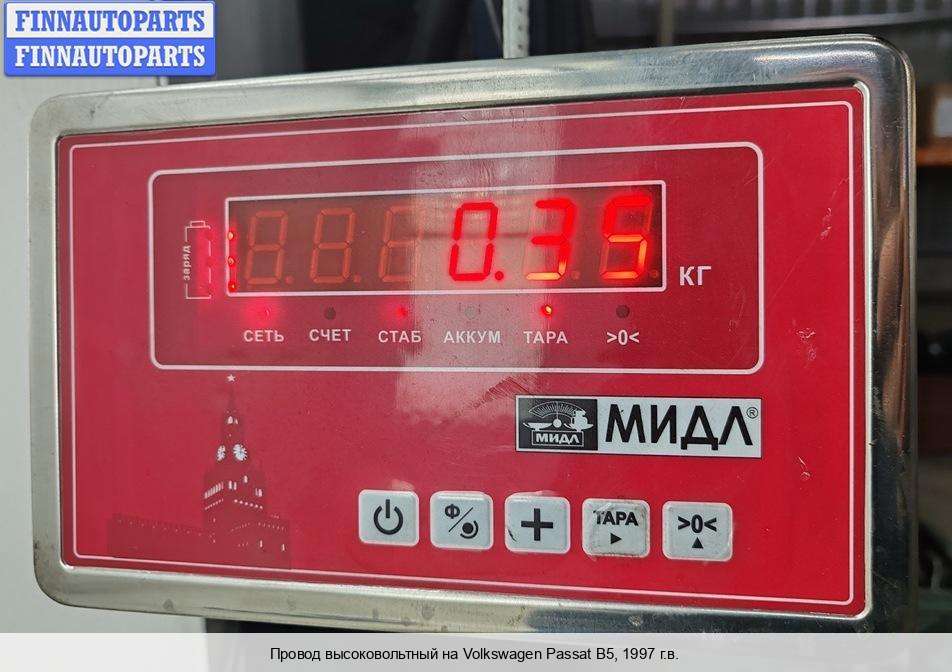 FINNAUTOPARTS
FINNAUTOPARTS
заряд
0.35
КГ
СЕТЬ СЧЕТ СТАБ АККУМ ТАРА >0<
МИДЛ МИДЛ®
Ф
+ ТАРА >0<
Провод высоковольтный на Volkswagen Passat B5, 1997 г.в.